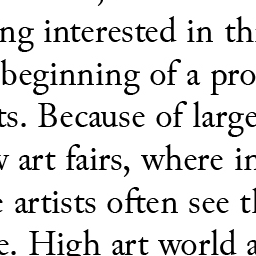 ng interested in thi
beginning of a pro
ts. Because of large
art fairs, where in
artists often see t
e. High art world a